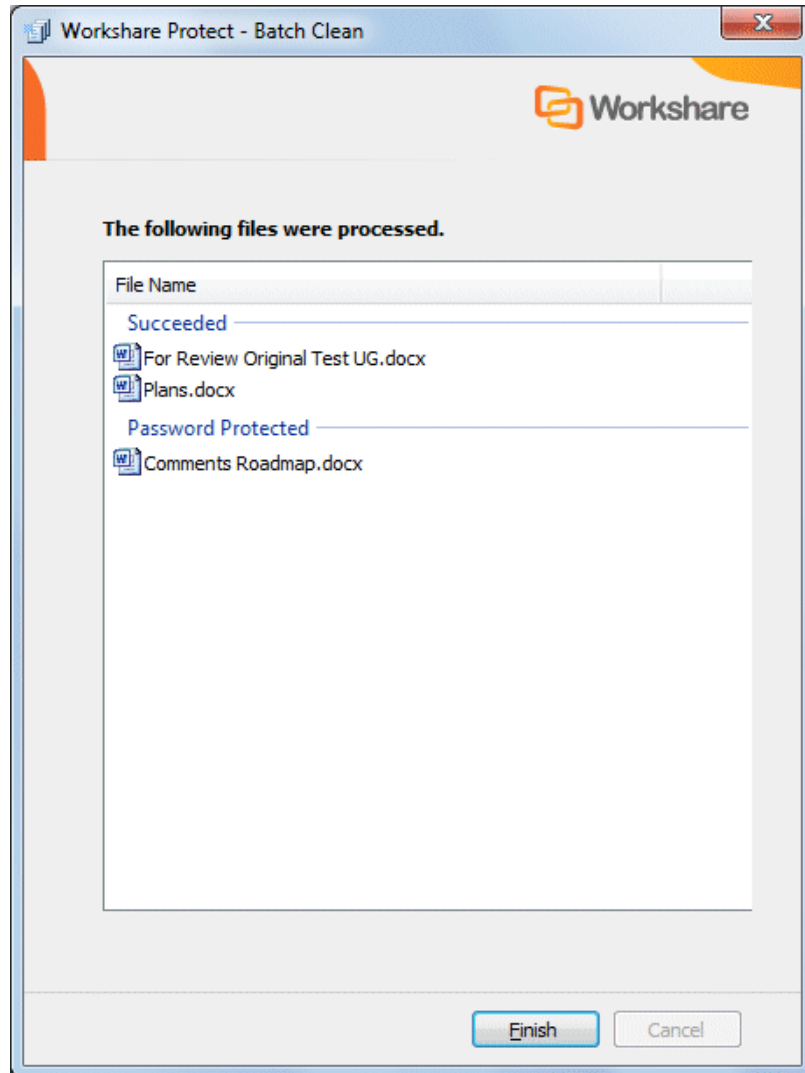 Workshare Protect - Batch Clean
Workshare
The following files were processed.
File Name
Succeeded
For Review Original Test UG.docx
Plans.docx
Password Protected
Comments Roadmap.docx
Finish Cancel